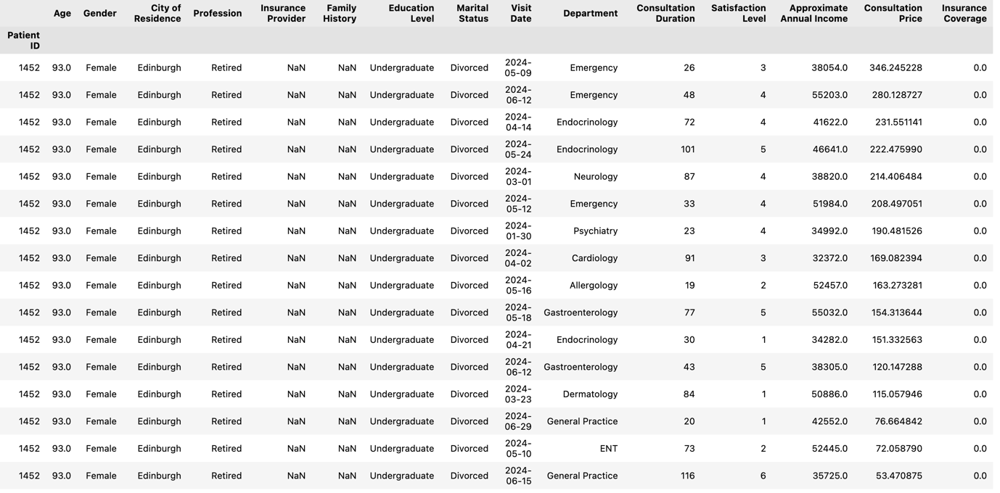 Age Gender City of Residence Profession Insurance Provider Family History Education Level Marital Status Visit Date Department Consultation Duration Satisfaction Level Approximate Annual Income Consultation Price Insurance Coverage
Patient ID
1452 93.0 Female Edinburgh Retired NaN NaN Undergraduate Divorced 2024-05-09 Emergency 26 3 38054.0 346.245228 0.0
1452 93.0 Female Edinburgh Retired NaN NaN Undergraduate Divorced 2024-06-12 Emergency 48 4 55203.0 280.128727 0.0
1452 93.0 Female Edinburgh Retired NaN NaN Undergraduate Divorced 2024-04-14 Endocrinology 72 4 41622.0 231.551141 0.0
1452 93.0 Female Edinburgh Retired NaN NaN Undergraduate Divorced 2024-05-24 Endocrinology 101 5 46641.0 222.475990 0.0
1452 93.0 Female Edinburgh Retired NaN NaN Undergraduate Divorced 2024-03-01 Neurology 87 4 38820.0 214.406484 0.0
1452 93.0 Female Edinburgh Retired NaN NaN Undergraduate Divorced 2024-05-12 Emergency 33 4 51984.0 208.497051 0.0
1452 93.0 Female Edinburgh Retired NaN NaN Undergraduate Divorced 2024-01-30 Psychiatry 23 4 34992.0 190.481526 0.0
1452 93.0 Female Edinburgh Retired NaN NaN Undergraduate Divorced 2024-04-02 Cardiology 91 3 32372.0 169.082394 0.0
1452 93.0 Female Edinburgh Retired NaN NaN Undergraduate Divorced 2024-05-16 Allergology 19 2 52457.0 163.273281 0.0
1452 93.0 Female Edinburgh Retired NaN NaN Undergraduate Divorced 2024-05-18 Gastroenterology 77 5 55032.0 154.313644 0.0
1452 93.0 Female Edinburgh Retired NaN NaN Undergraduate Divorced 2024-04-21 Endocrinology 30 1 34282.0 151.332563 0.0
1452 93.0 Female Edinburgh Retired NaN NaN Undergraduate Divorced 2024-06-12 Gastroenterology 43 5 38305.0 120.147288 0.0
1452 93.0 Female Edinburgh Retired NaN NaN Undergraduate Divorced 2024-03-23 Dermatology 84 1 50886.0 115.057946 0.0
1452 93.0 Female Edinburgh Retired NaN NaN Undergraduate Divorced 2024-06-29 General Practice 20 1 42552.0 76.664842 0.0
1452 93.0 Female Edinburgh Retired NaN NaN Undergraduate Divorced 2024-05-10 ENT 73 2 52445.0 72.058790 0.0
1452 93.0 Female Edinburgh Retired NaN NaN Undergraduate Divorced 2024-06-15 General Practice 116 6 35725.0 53.470875 0.0